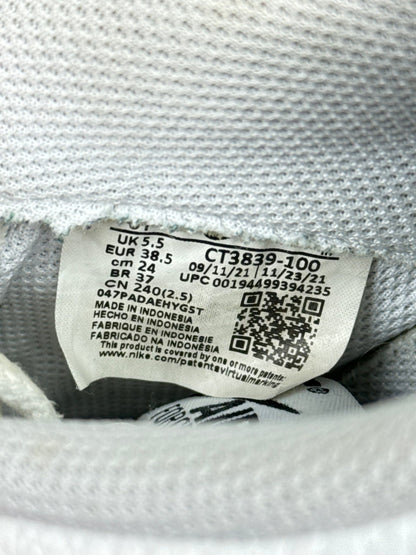 UK 5.5
EUR 38.5
cm 24
BR 37
CN 240(2.5)
047PADAEHYG5T
CT3839-100
09/11/21 11/23/21
UPC 00194499394235
MADE IN INDONESIA
HECHO EN INDONESIA
FABRIQUE EN INDONESIE
FABRICADO NA INDONÉSIA
This product is covered by one or more patents:
www.nike.com/patentavirtualmarking